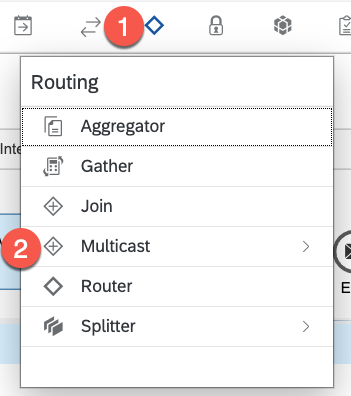 1
Routing
Aggregator
Inte
Gather
Join
2
Multicast
E
Router
Splitter